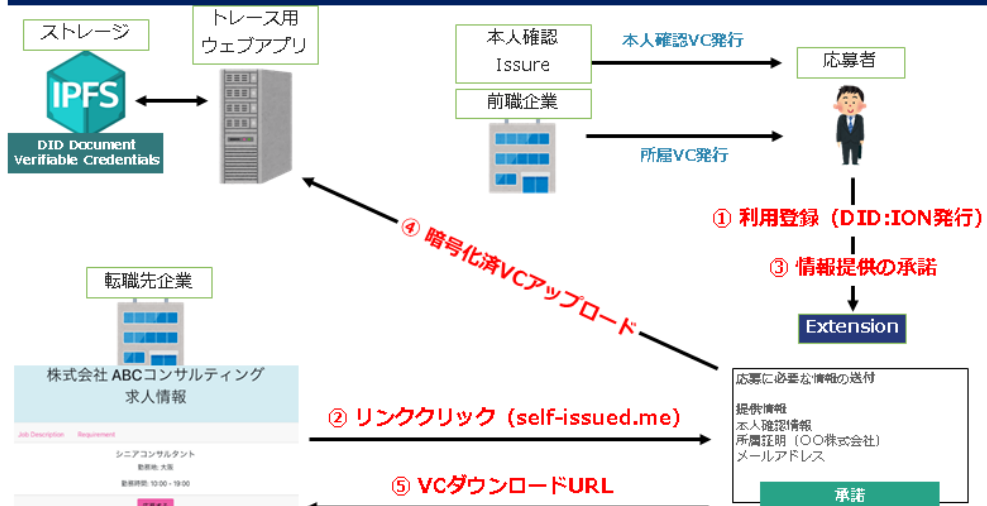 ストレージ
トレース用
ウェブアプリ
IPFS
DID Document
Verifiable Credentials
本人確認
Issure
前職企業
本人確認VC発行
所属VC発行
応募者
① 利用登録（DID:ION発行）
③ 情報提供の承諾
Extension
④ 暗号化済VCアップロード
転職先企業
株式会社 ABCコンサルティング
求人情報
Job Description Requirement
シニアコンサルタント
勤務地: 大阪
勤務時間: 10:00 - 19:00
② リンククリック（self-issued.me）
応募に必要な情報の送付
提供情報
本人確認情報
所属証明（〇〇株式会社）
メールアドレス
承諾
⑤ VCダウンロードURL